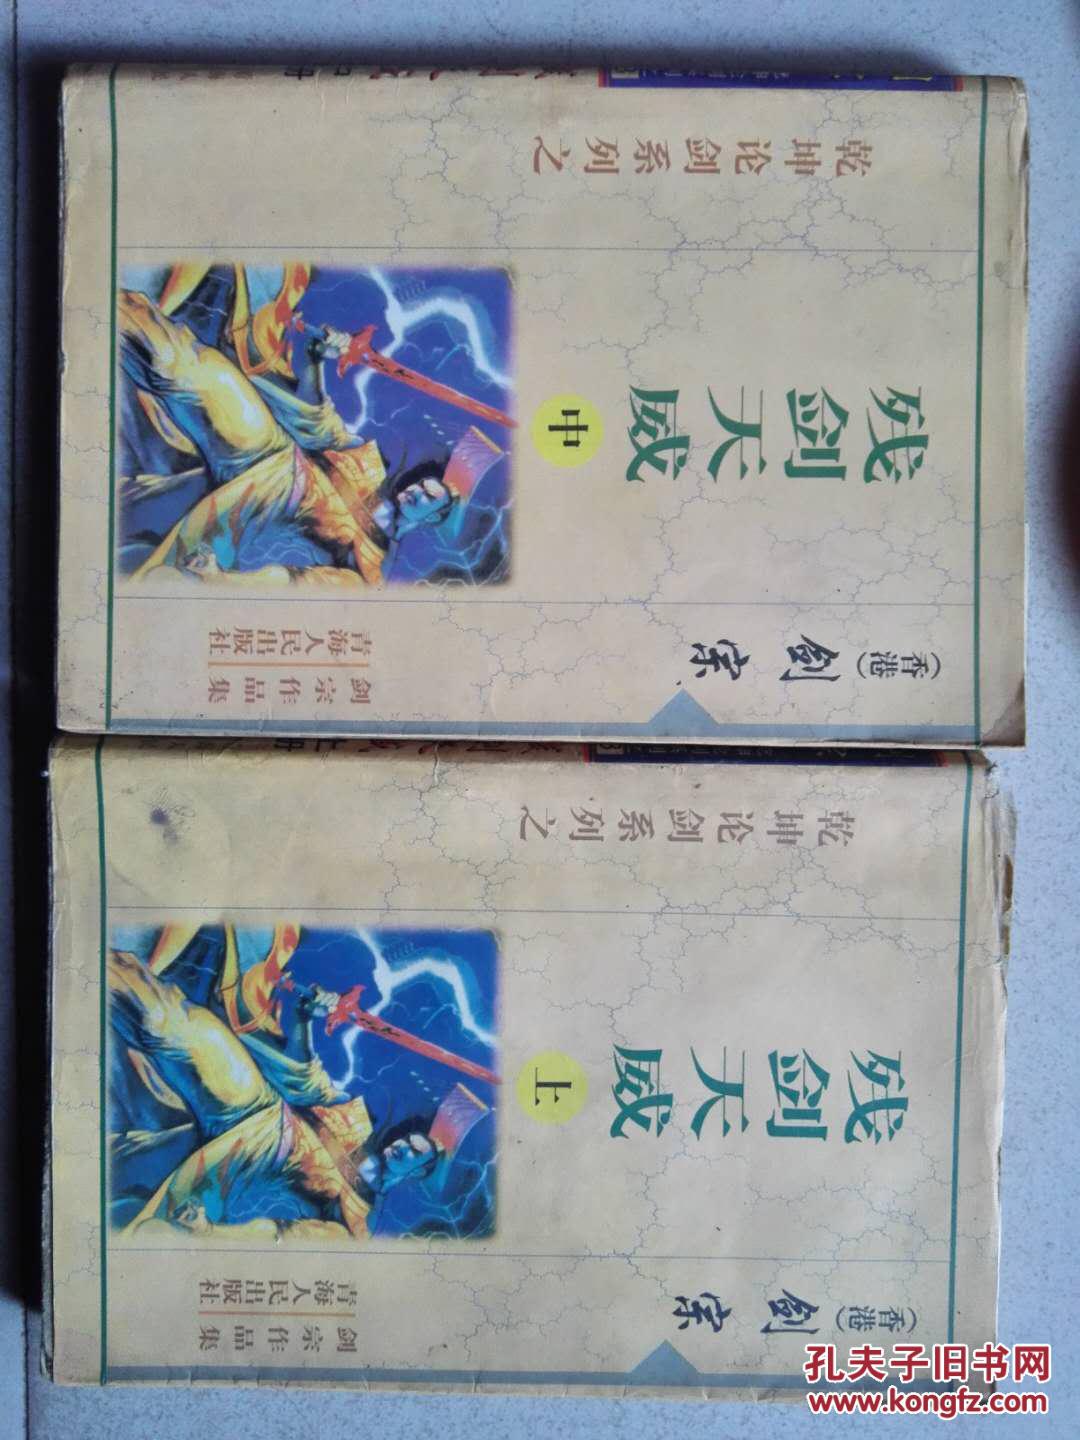 乾坤论剑系列之
残剑天威
中
(香港)
剑宗
剑宗作品集
青海人民出版社
乾坤论剑系列之
残剑天威
上
(香港)
剑宗
剑宗作品集
青海人民出版社
孔夫子旧书网
www.kongfz.com